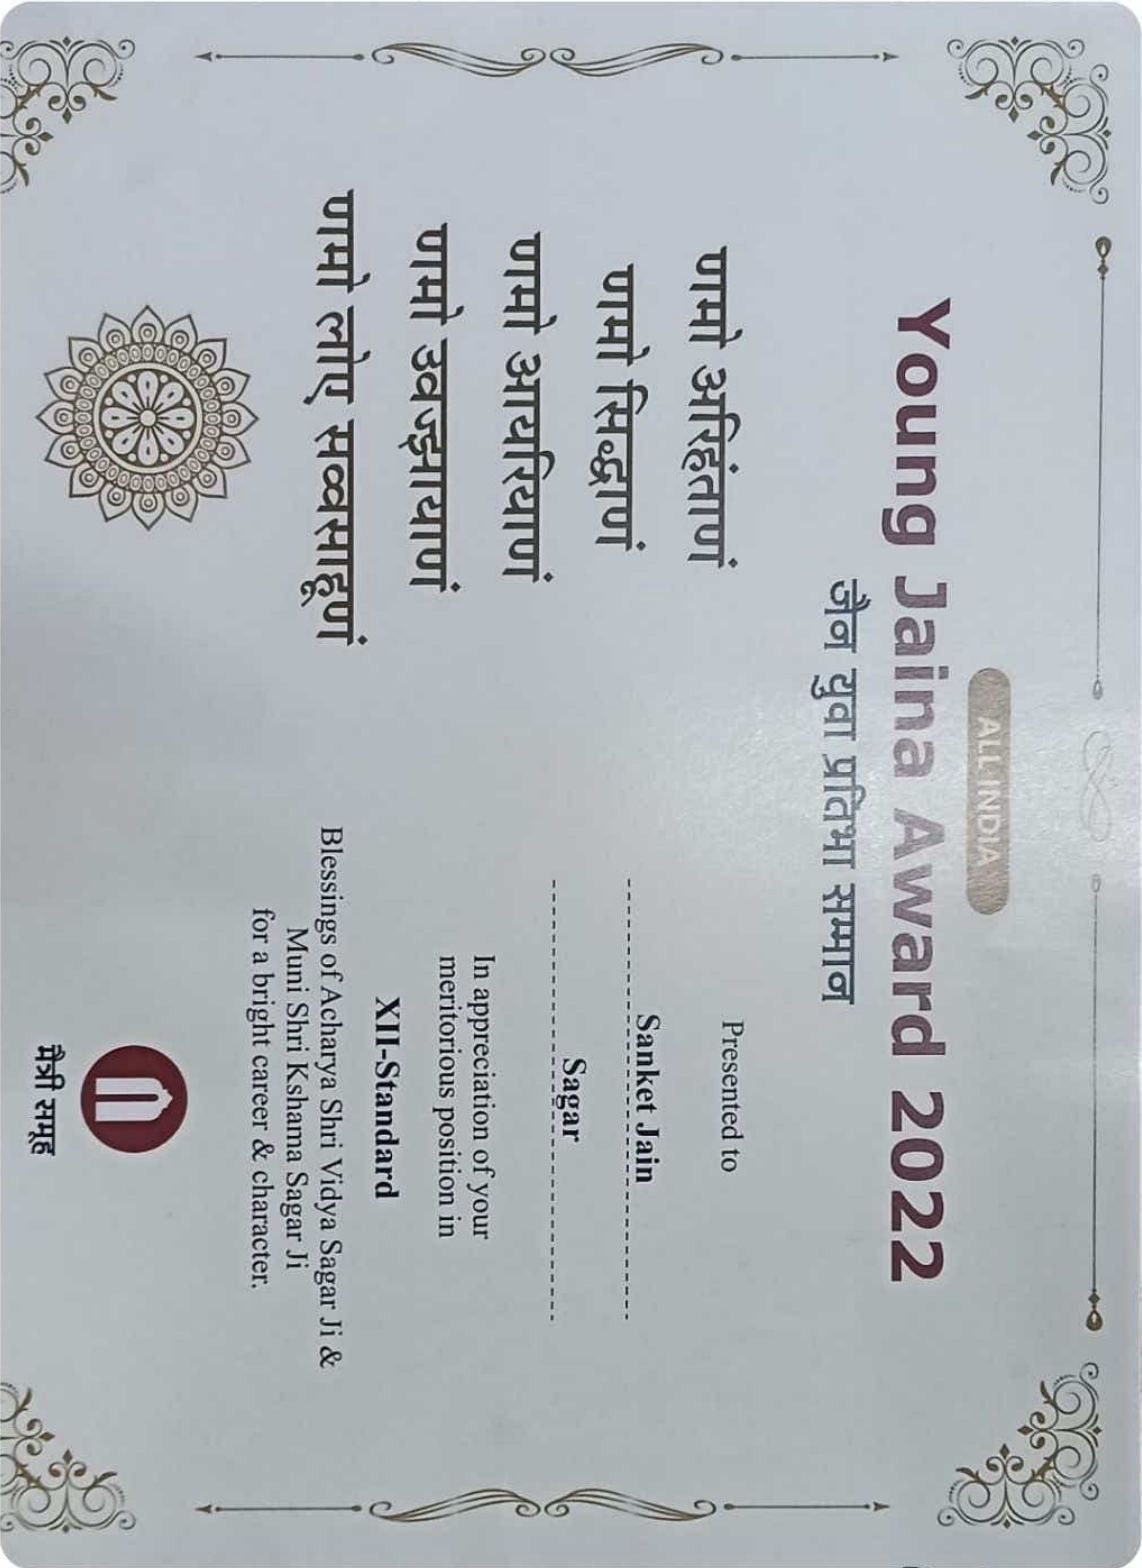 ALL INDIA
Young Jaina Award 2022
जैन युवा प्रतिभा सम्मान
णमो अरिहंताणं
णमो सिद्धाणं
णमो आयरियाणं
णमो उवज्झायाणं
णमो लोए सव्वसाहूणं
Presented to
Sanket Jain
Sagar
In appreciation of your
meritorious position in
XII-Standard
Blessings of Acharya Shri Vidya Sagar Ji &
Muni Shri Kshama Sagar Ji
for a bright career & character.
मैत्री समूह